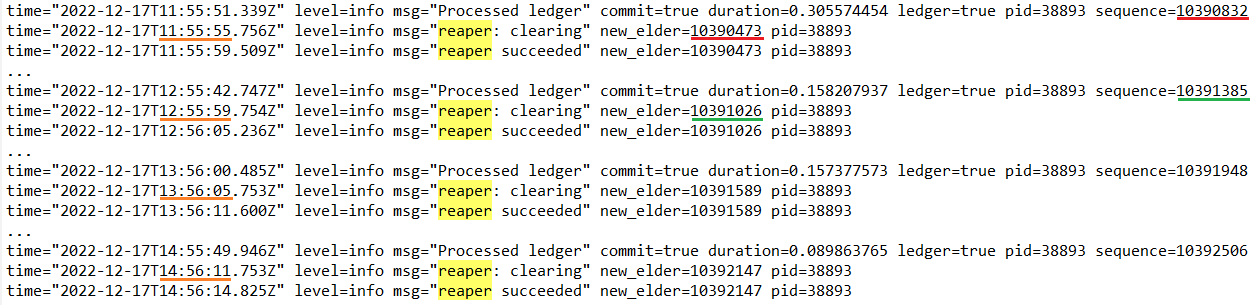 time="2022-12-17T11:55:51.339Z" level=info msg="Processed ledger" commit=true duration=0.305574454 ledger=true pid=38893 sequence=10390832
time="2022-12-17T11:55:55.756Z" level=info msg="reaper: clearing" new_elder=10390473 pid=38893
time="2022-12-17T11:55:59.509Z" level=info msg="reaper succeeded" new_elder=10390473 pid=38893
...
time="2022-12-17T12:55:42.747Z" level=info msg="Processed ledger" commit=true duration=0.158207937 ledger=true pid=38893 sequence=10391385
time="2022-12-17T12:55:59.754Z" level=info msg="reaper: clearing" new_elder=10391026 pid=38893
time="2022-12-17T12:56:05.236Z" level=info msg="reaper succeeded" new_elder=10391026 pid=38893
...
time="2022-12-17T13:56:00.485Z" level=info msg="Processed ledger" commit=true duration=0.157377573 ledger=true pid=38893 sequence=10391948
time="2022-12-17T13:56:05.753Z" level=info msg="reaper: clearing" new_elder=10391589 pid=38893
time="2022-12-17T13:56:11.600Z" level=info msg="reaper succeeded" new_elder=10391589 pid=38893
...
time="2022-12-17T14:55:49.946Z" level=info msg="Processed ledger" commit=true duration=0.089863765 ledger=true pid=38893 sequence=10392506
time="2022-12-17T14:56:11.753Z" level=info msg="reaper: clearing" new_elder=10392147 pid=38893
time="2022-12-17T14:56:14.825Z" level=info msg="reaper succeeded" new_elder=10392147 pid=38893